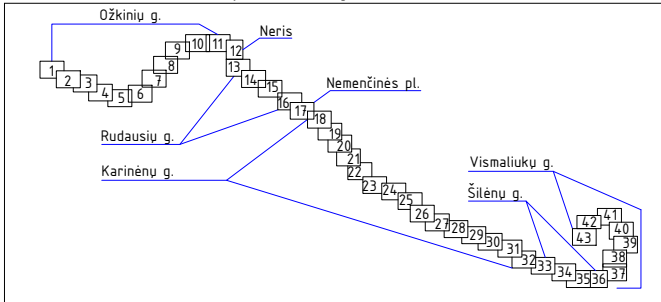 Ožkinių g.
Neris
1 2 3 4 5 6 7 8 9 10 11 12 13 14 15 16 17 18 19 20 21 22 23 24 25 26 27 28 29 30 31 32 33 34 35 36 37 38 39 40 41 42 43
Nemenčinės pl.
Rudausių g.
Karinėnų g.
Vismaliukų g.
Šilėnų g.